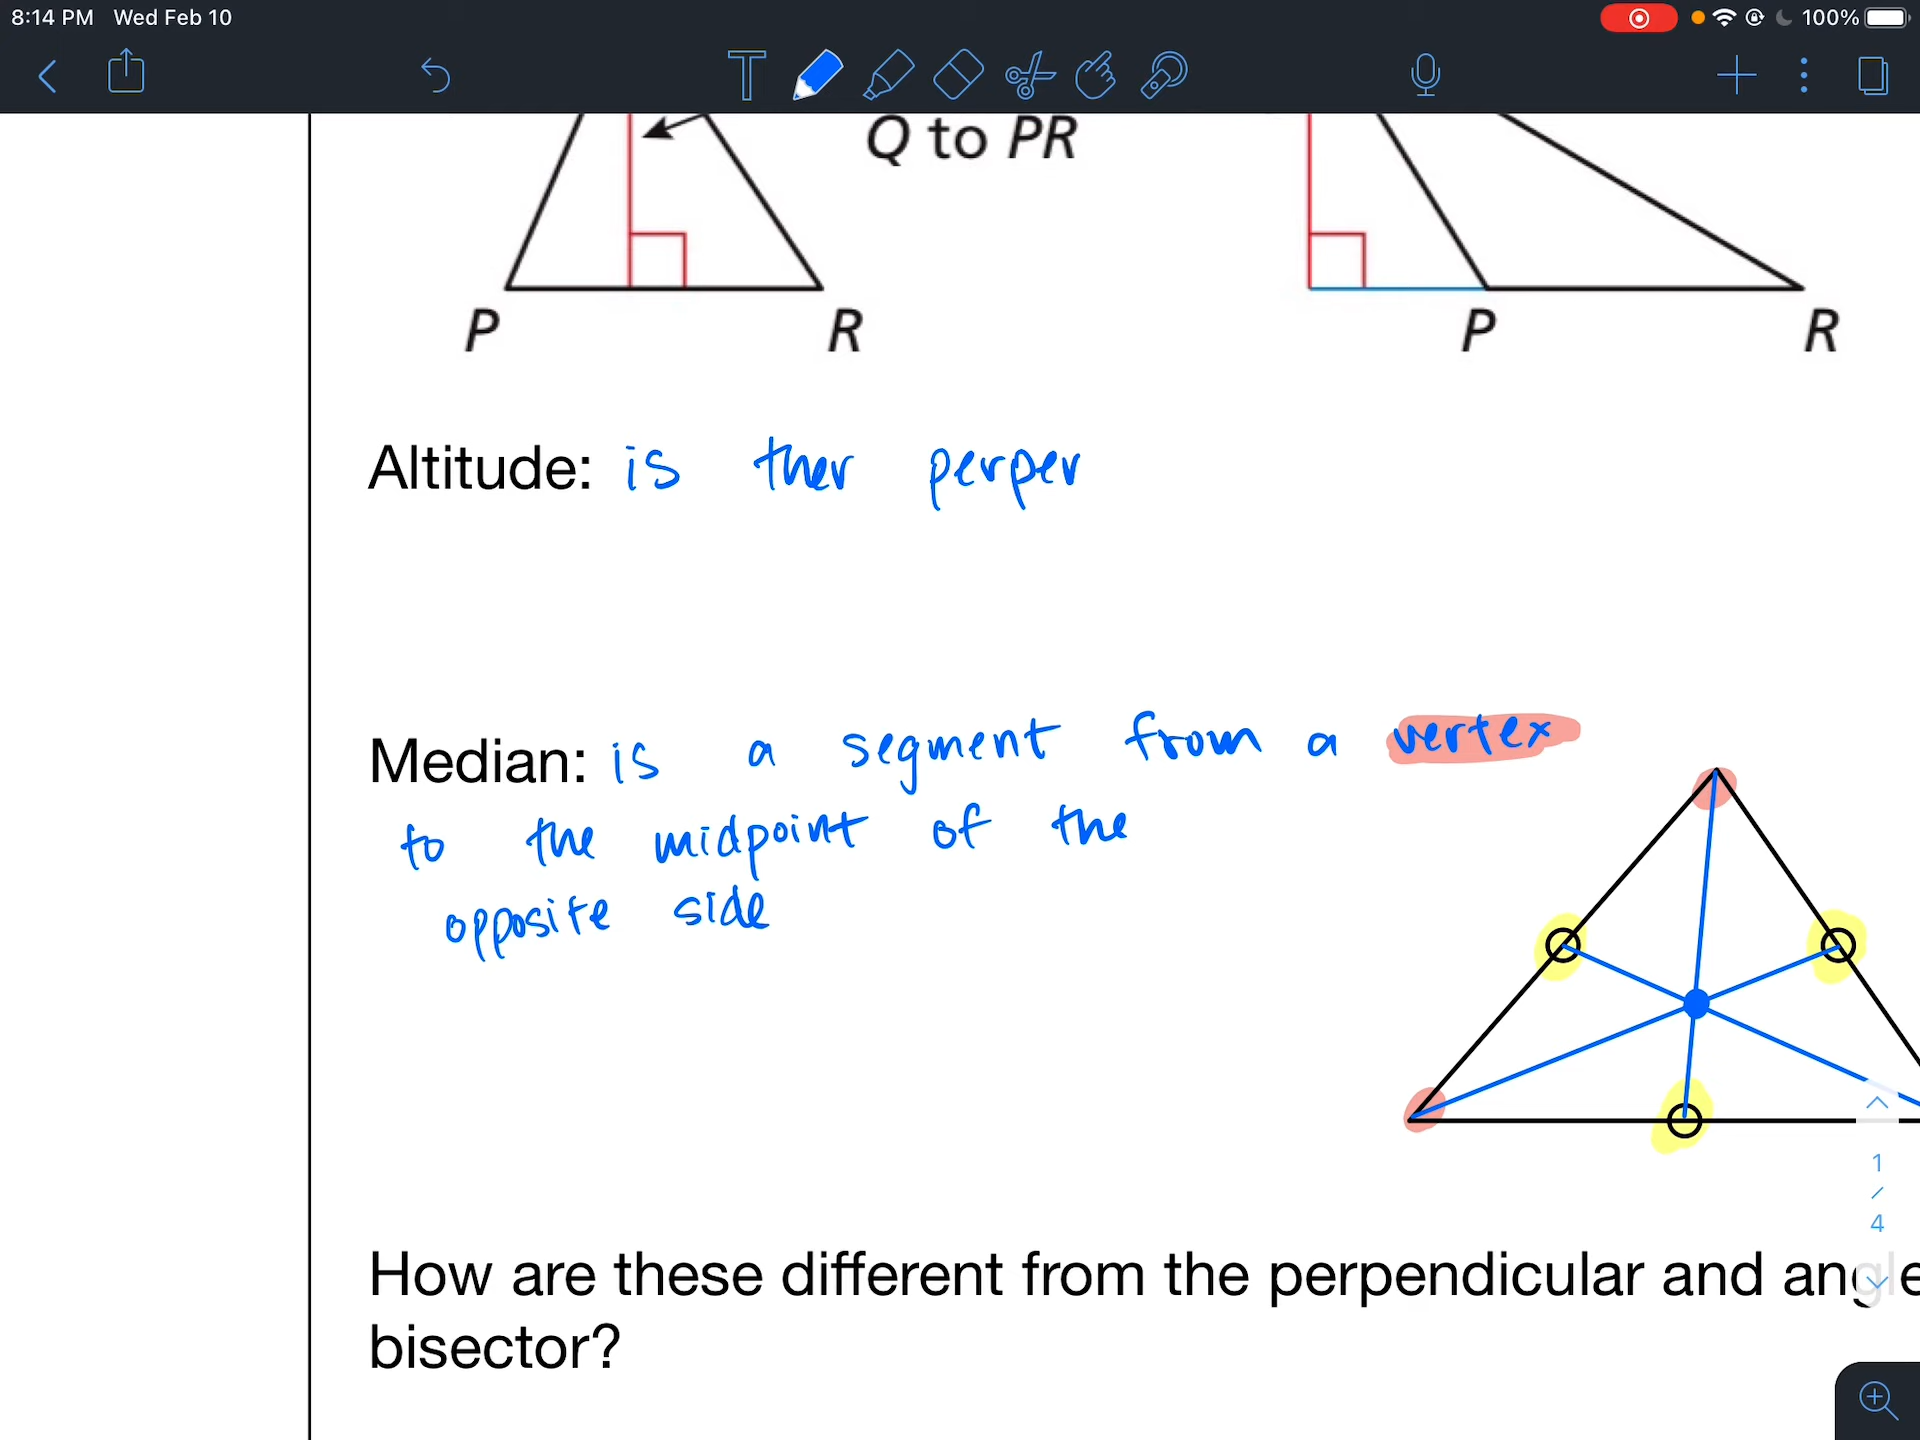 8:14 PM Wed Feb 10
100%
T
Q to PR
P R
P R
Altitude: is ther perper
Median: is a segment from a vertex
to the midpoint of the
opposite side
1
/
4
How are these different from the perpendicular and angle
bisector?